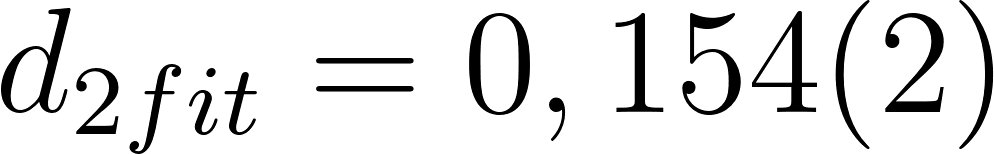 d_{2fit} = 0, 154(2)